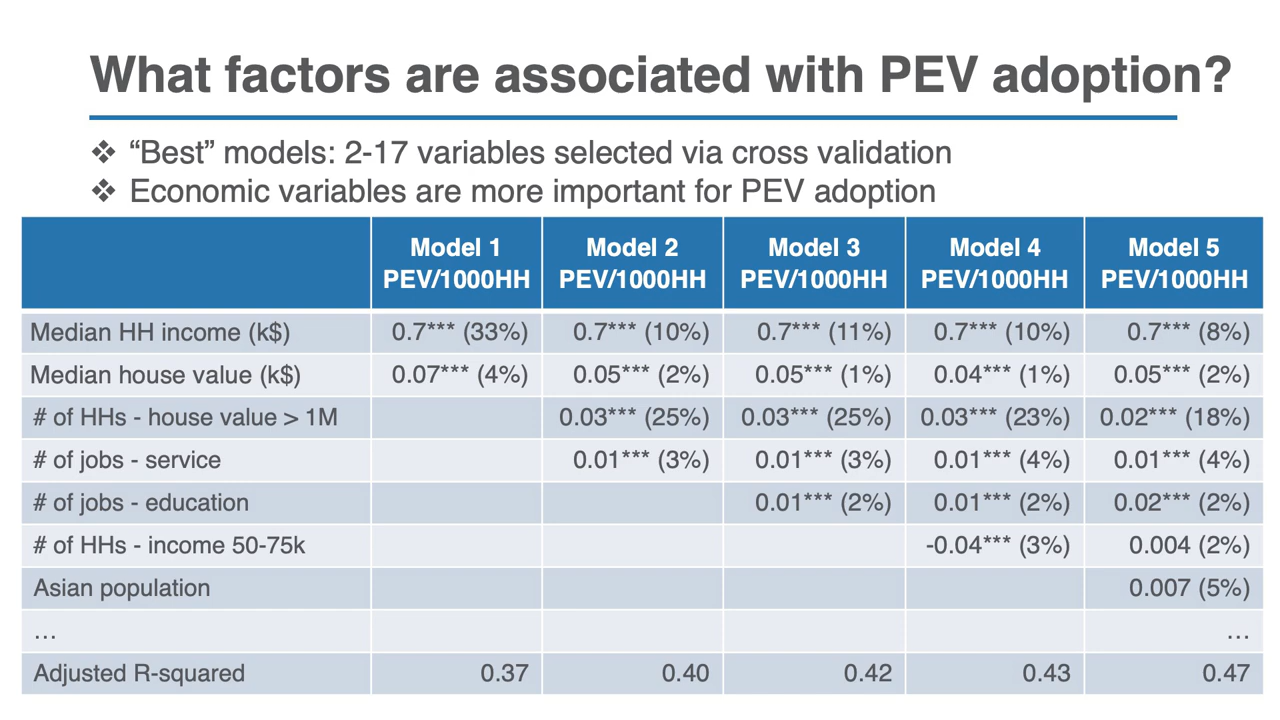 What factors are associated with PEV adoption?
❖ “Best” models: 2-17 variables selected via cross validation
❖ Economic variables are more important for PEV adoption
Model 1 Model 2 Model 3 Model 4 Model 5
PEV/1000HH PEV/1000HH PEV/1000HH PEV/1000HH PEV/1000HH
Median HH income (k$) 0.7*** (33%) 0.7*** (10%) 0.7*** (11%) 0.7*** (10%) 0.7*** (8%)
Median house value (k$) 0.07*** (4%) 0.05*** (2%) 0.05*** (1%) 0.04*** (1%) 0.05*** (2%)
# of HHs - house value > 1M 0.03*** (25%) 0.03*** (25%) 0.03*** (23%) 0.02*** (18%)
# of jobs - service 0.01*** (3%) 0.01*** (3%) 0.01*** (4%) 0.01*** (4%)
# of jobs - education 0.01*** (2%) 0.01*** (2%) 0.02*** (2%)
# of HHs - income 50-75k -0.04*** (3%) 0.004 (2%)
Asian population 0.007 (5%)
... ...
Adjusted R-squared 0.37 0.40 0.42 0.43 0.47